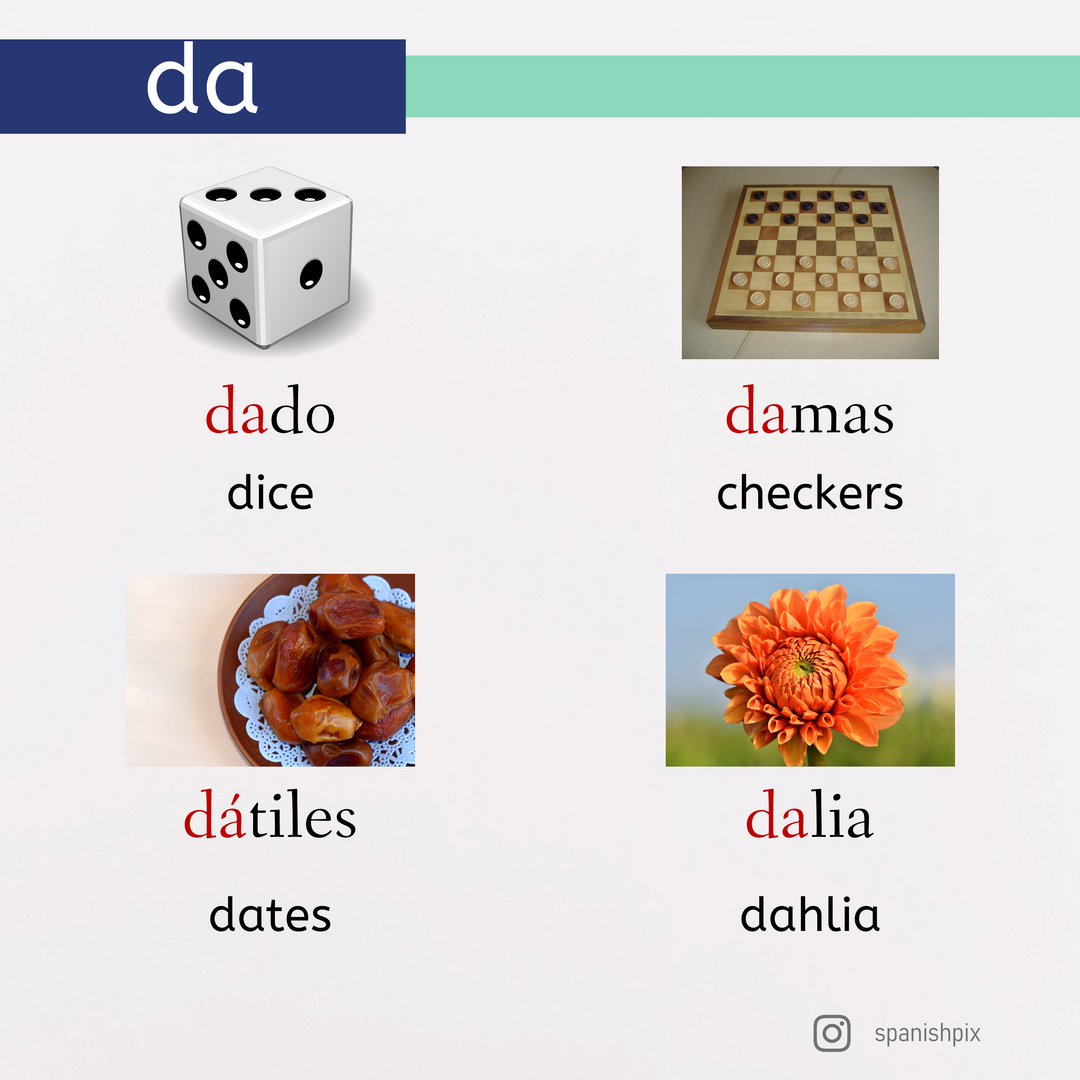 da
dado
damas
dice
checkers
dátiles
dalia
dates
dahlia
spanishpix